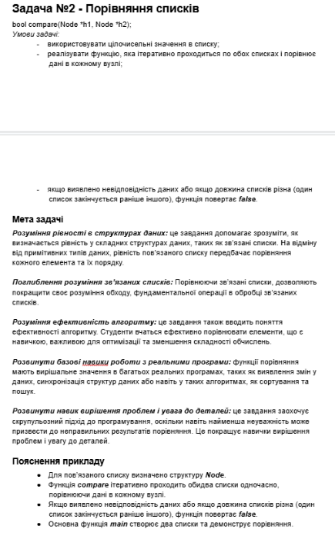 Задача №2 - Порівняння списків
bool compare(Node *h1, Node *h2);
Умови задачі:
- використовувати цілочисельні значення в списку;
- реалізувати функцію, яка ітеративно проходиться по обох списках і порівнює
дані в кожному вузлі;
- якщо виявлено невідповідність даних або якщо довжина списків різна (один
список закінчується раніше іншого), функція повертає false.
Мета задачі
Розуміння рівності в структурах даних: це завдання допомагає зрозуміти, як
визначається рівність у складних структурах даних, таких як зв'язані списки. На відміну
від примітивних типів даних, рівність пов'язаного списку передбачає порівняння
кожного елемента та їх порядку.
Поглиблення розуміння зв'язаних списків: Порівнюючи зв'язані списки, дозволяють
покращити своє розуміння обходу, фундаментальної операції в обробці зв'язаних
списків.
Розуміння ефективність алгоритму: це завдання також вводить поняття
ефективності алгоритму. Студенти вчаться ефективно порівнювати елементи, що є
навичкою, важливою для оптимізації та зменшення складності обчислень.
Розвинути базові навики роботи з реальними програми: функції порівняння
мають вирішальне значення в багатьох реальних програмах, таких як виявлення змін у
даних, синхронізація структур даних або навіть у таких алгоритмах, як сортування та
пошук.
Розвинути навик вирішення проблем і увага до деталей: це завдання заохочує
скрупульозний підхід до програмування, оскільки навіть найменша неуважність може
призвести до неправильних результатів порівняння. Це покращує навички вирішення
проблем і увагу до деталей.
Пояснення прикладу
● Для пов'язаного списку визначено структуру Node.
● Функція compare ітеративно проходить обидва списки одночасно,
порівнюючи дані в кожному вузлі.
● Якщо виявлено невідповідність даних або якщо довжина списків різна (один
список закінчується раніше іншого), функція повертає false.
● Основна функція main створює два списки та демонструє порівняння.